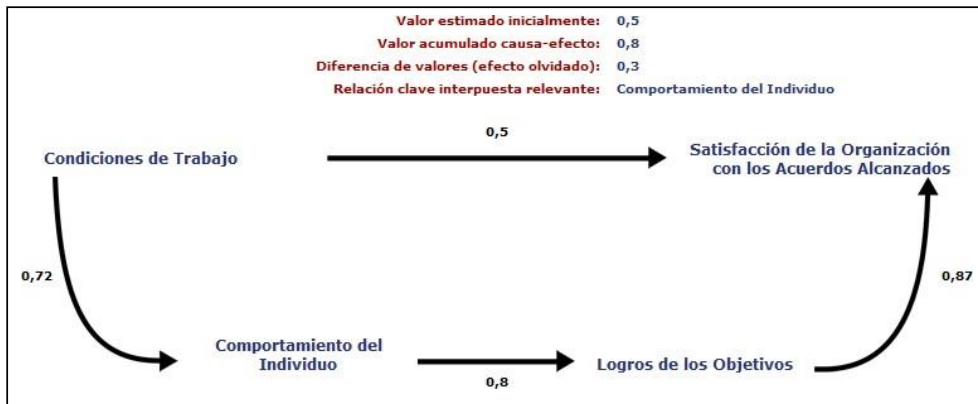 Valor estimado inicialmente: 0,5
Valor acumulado causa-efecto: 0,8
Diferencia de valores (efecto olvidado): 0,3
Relación clave interpuesta relevante: Comportamiento del Individuo
0,5
Condiciones de Trabajo
Satisfacción de la Organización
con los Acuerdos Alcanzados
0,72
0,87
Comportamiento del
Individuo
0,8
Logros de los Objetivos